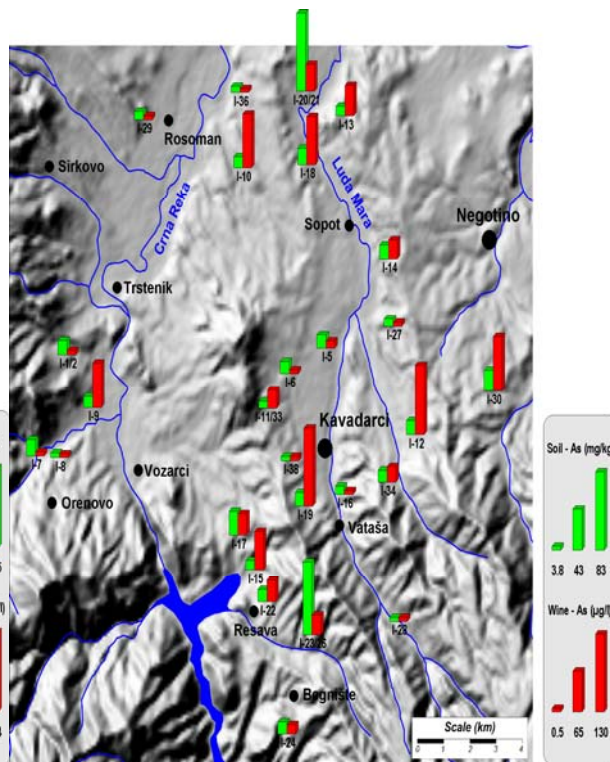 I-20/21
I-36
I-13
I-29
Rosoman
I-10
I-18
Sirkovo
Luda Mara
Crna Reka
Sopot
Negotino
I-14
Trstenik
I-27
I-1/2
I-5
I-6
I-30
I-9
I-11/33
I-12
Kavadarci
Soil - As (mg/kg
I-7
I-8
I-38
Vozarci
I-34
I-16
Orenovo
I-19
Vataša
I-17
3.8 43 83
I-15
Wine - As (µg/l
I-22
Resava
I-28
I-23/26
Begnište
I-24
Scale (km)
0 1 2 3 4
0.5 65 130